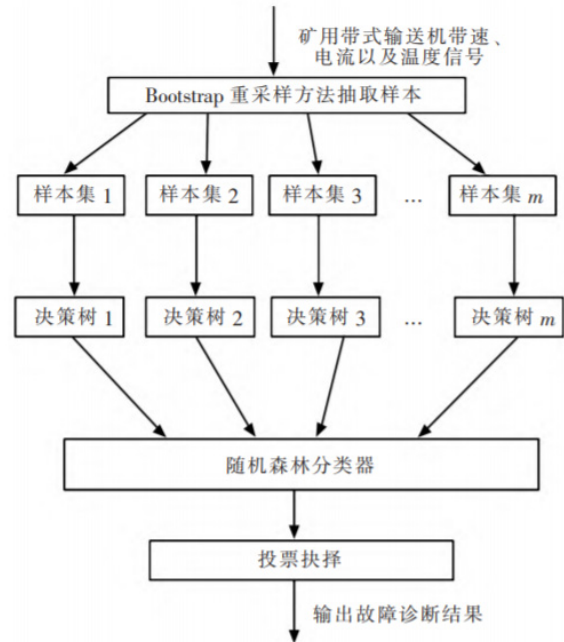 矿用带式输送机带速、
电流以及温度信号
Bootstrap 重采样方法抽取样本
样本集 1 样本集 2 样本集 3 … 样本集 m
决策树 1 决策树 2 决策树 3 … 决策树 m
随机森林分类器
投票抉择
输出故障诊断结果